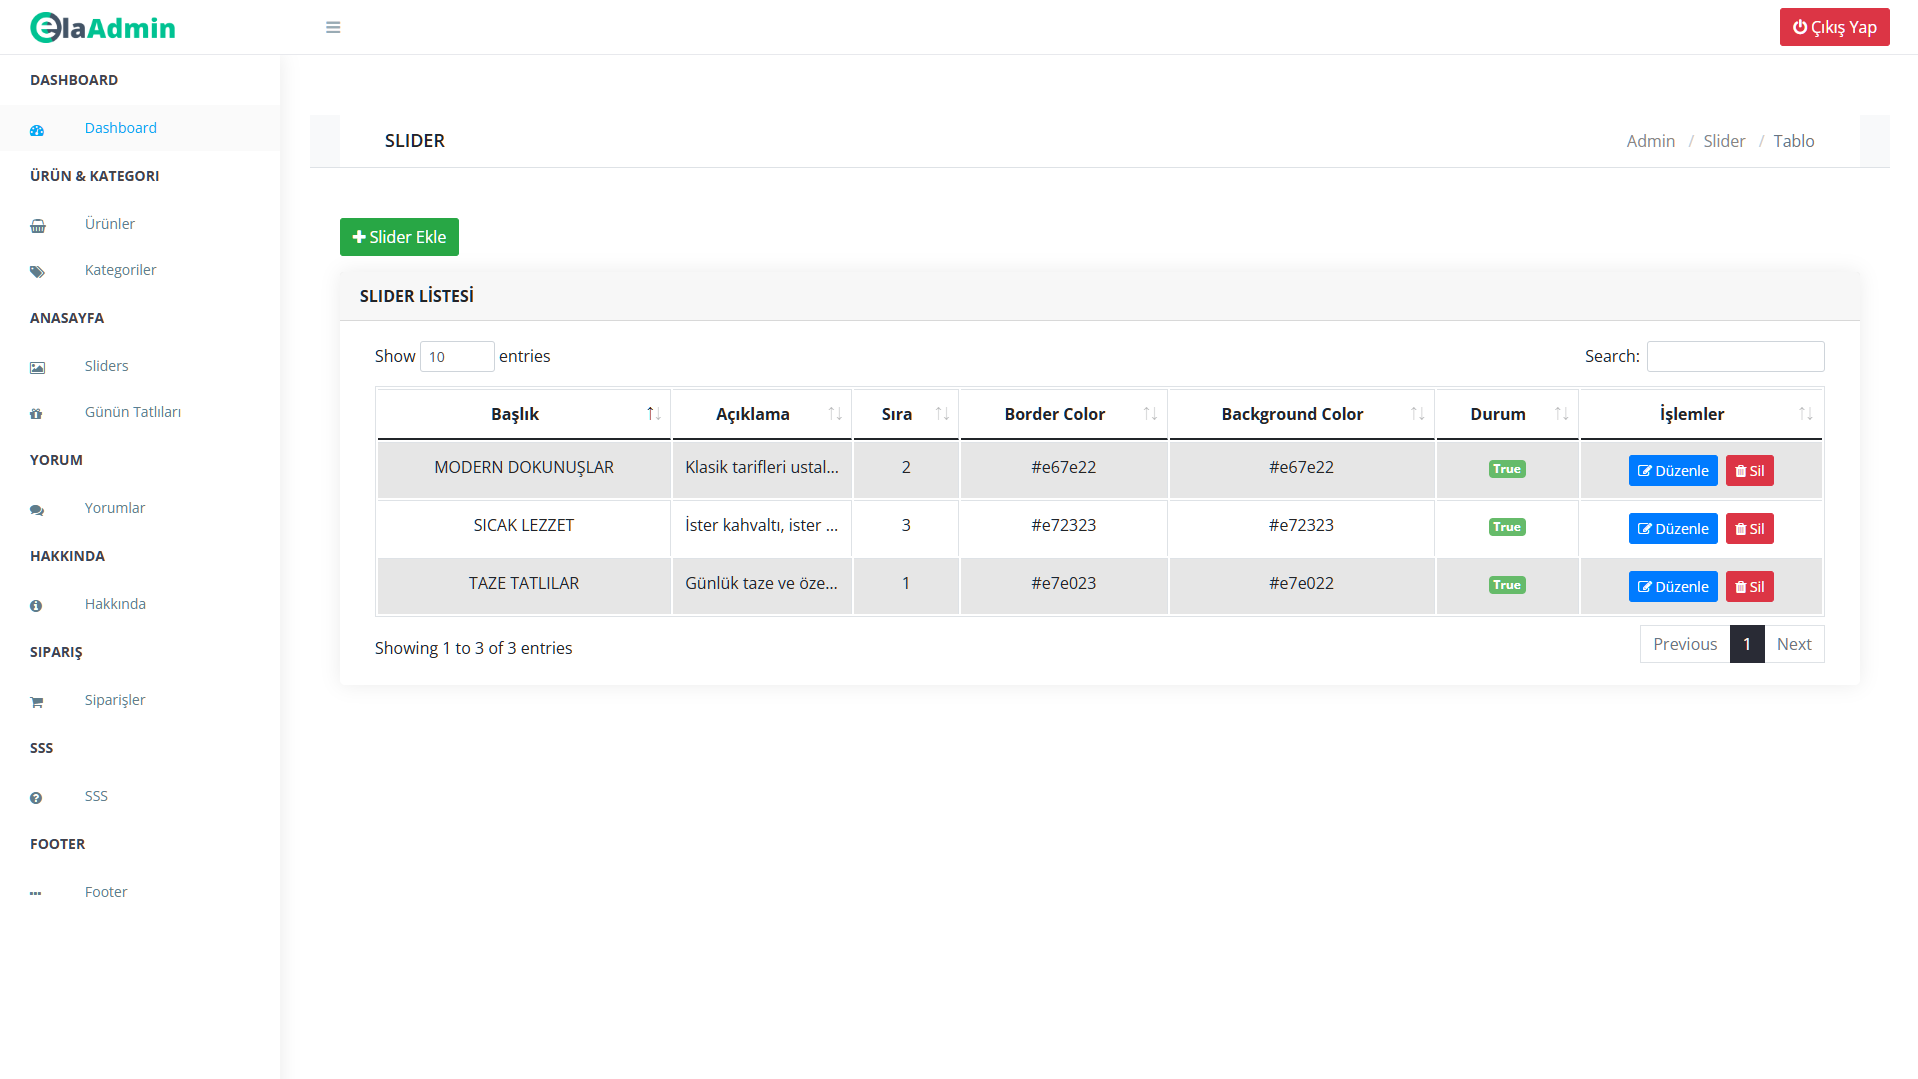 elaAdmin
Çıkış Yap
DASHBOARD
Dashboard
ÜRÜN & KATEGORI
Ürünler
Kategoriler
ANASAYFA
Sliders
Günün Tatlıları
YORUM
Yorumlar
HAKKINDA
Hakkında
SIPARIŞ
Siparişler
SSS
SSS
FOOTER
Footer
SLIDER
Admin / Slider / Tablo
Slider Ekle
SLIDER LİSTESİ
Show 10 entries Search:
Başlık Açıklama Sıra Border Color Background Color Durum İşlemler
MODERN DOKUNUŞLAR Klasik tarifleri ustal... 2 #e67e22 #e67e22 True Düzenle Sil
SICAK LEZZET İster kahvaltı, ister ... 3 #e72323 #e72323 True Düzenle Sil
TAZE TATLILAR Günlük taze ve öze... 1 #e7e023 #e7e022 True Düzenle Sil
Showing 1 to 3 of 3 entries Previous 1 Next